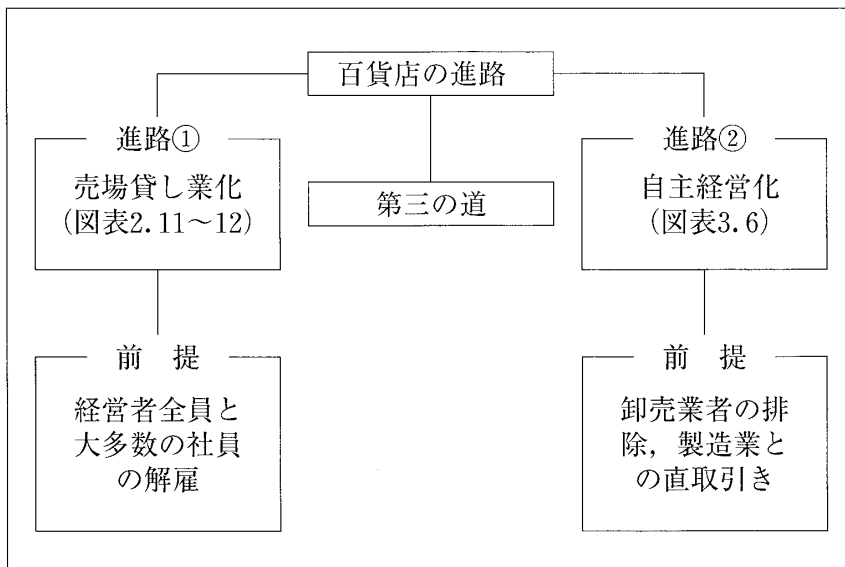 百貨店の進路
進路①
売場貸し業化
(図表2.11～12)
第三の道
進路②
自主経営化
(図表3.6)
前　提
経営者全員と
大多数の社員
の解雇
前　提
卸売業者の排
除，製造業と
の直取引き